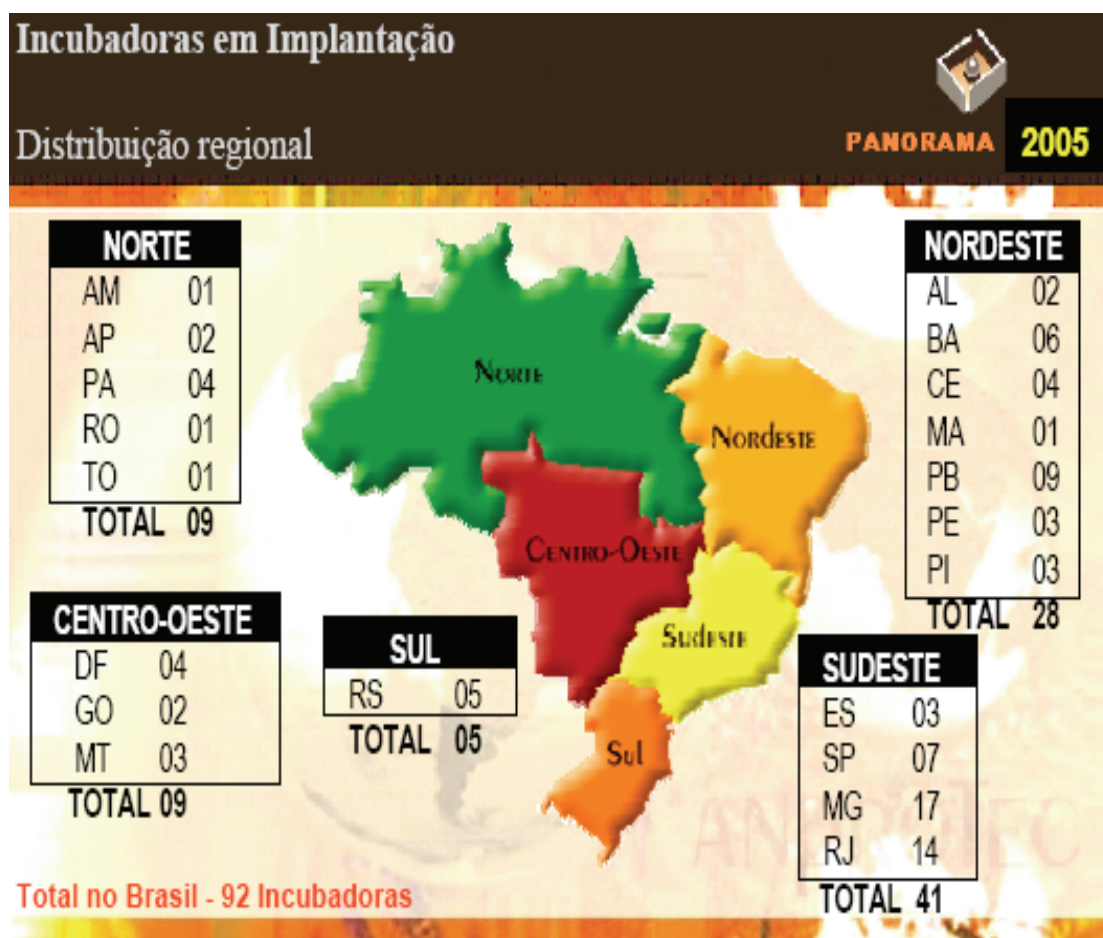 Incubadoras em Implantação
Distribuição regional
PANORAMA 2005
NORTE
AM 01
AP 02
PA 04
RO 01
TO 01
TOTAL 09
NORDESTE
AL 02
BA 06
CE 04
MA 01
PB 09
PE 03
PI 03
TOTAL 28
Norte
Nordeste
Centro-Oeste
Sudeste
Sul
CENTRO-OESTE
DF 04
GO 02
MT 03
TOTAL 09
SUL
RS 05
TOTAL 05
SUDESTE
ES 03
SP 07
MG 17
RJ 14
TOTAL 41
Total no Brasil - 92 Incubadoras